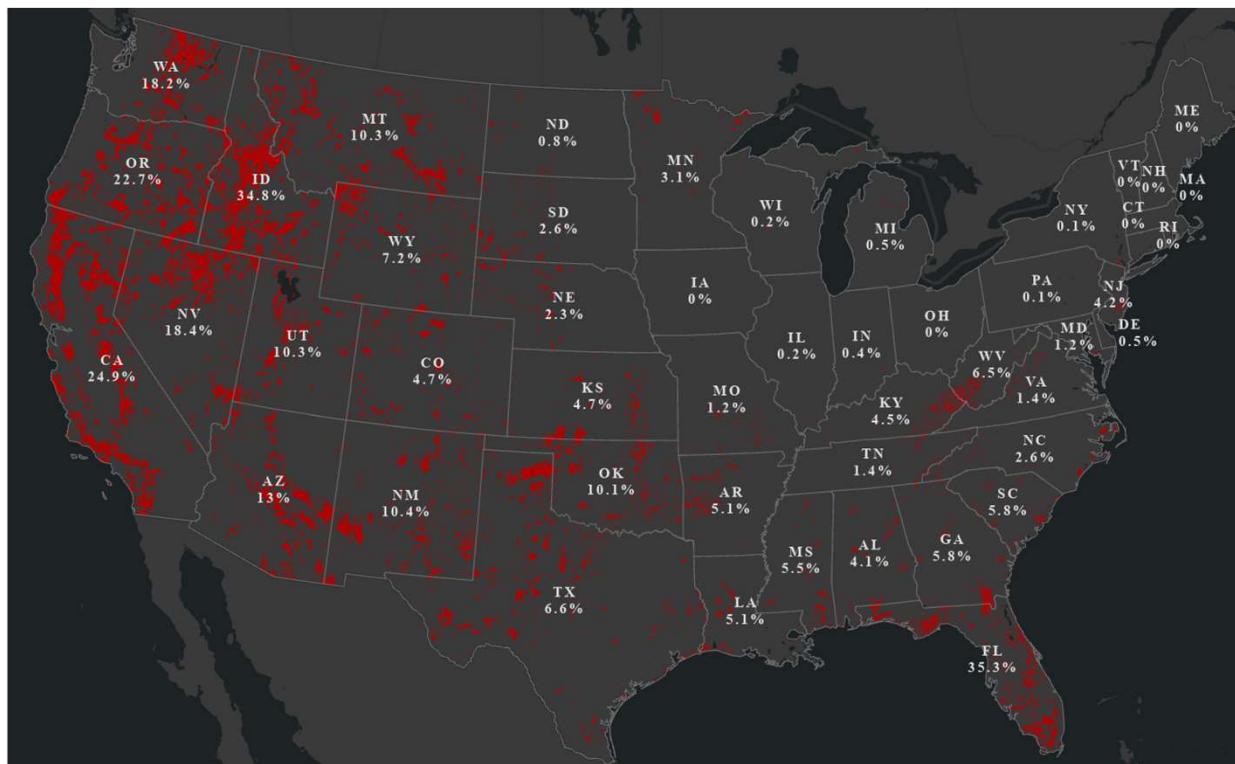 WA
18.2%
MT
10.3%
ND
0.8%
OR
22.7%
ID
34.8%
MN
3.1%
SD
2.6%
WI
0.2%
MI
0.5%
ME
0%
VT
0%
NH
0%
MA
0%
NY
0.1%
CT
0%
RI
0%
WY
7.2%
NE
2.3%
IA
0%
PA
0.1%
NJ
4.2%
NV
18.4%
UT
10.3%
CO
4.7%
IL
0.2%
IN
0.4%
OH
0%
MD
1.2%
DE
0.5%
CA
24.9%
KS
4.7%
MO
1.2%
KY
4.5%
WV
6.5%
VA
1.4%
AZ
13%
NM
10.4%
OK
10.1%
AR
5.1%
TN
1.4%
NC
2.6%
SC
5.8%
TX
6.6%
LA
5.1%
MS
5.5%
AL
4.1%
GA
5.8%
FL
35.3%